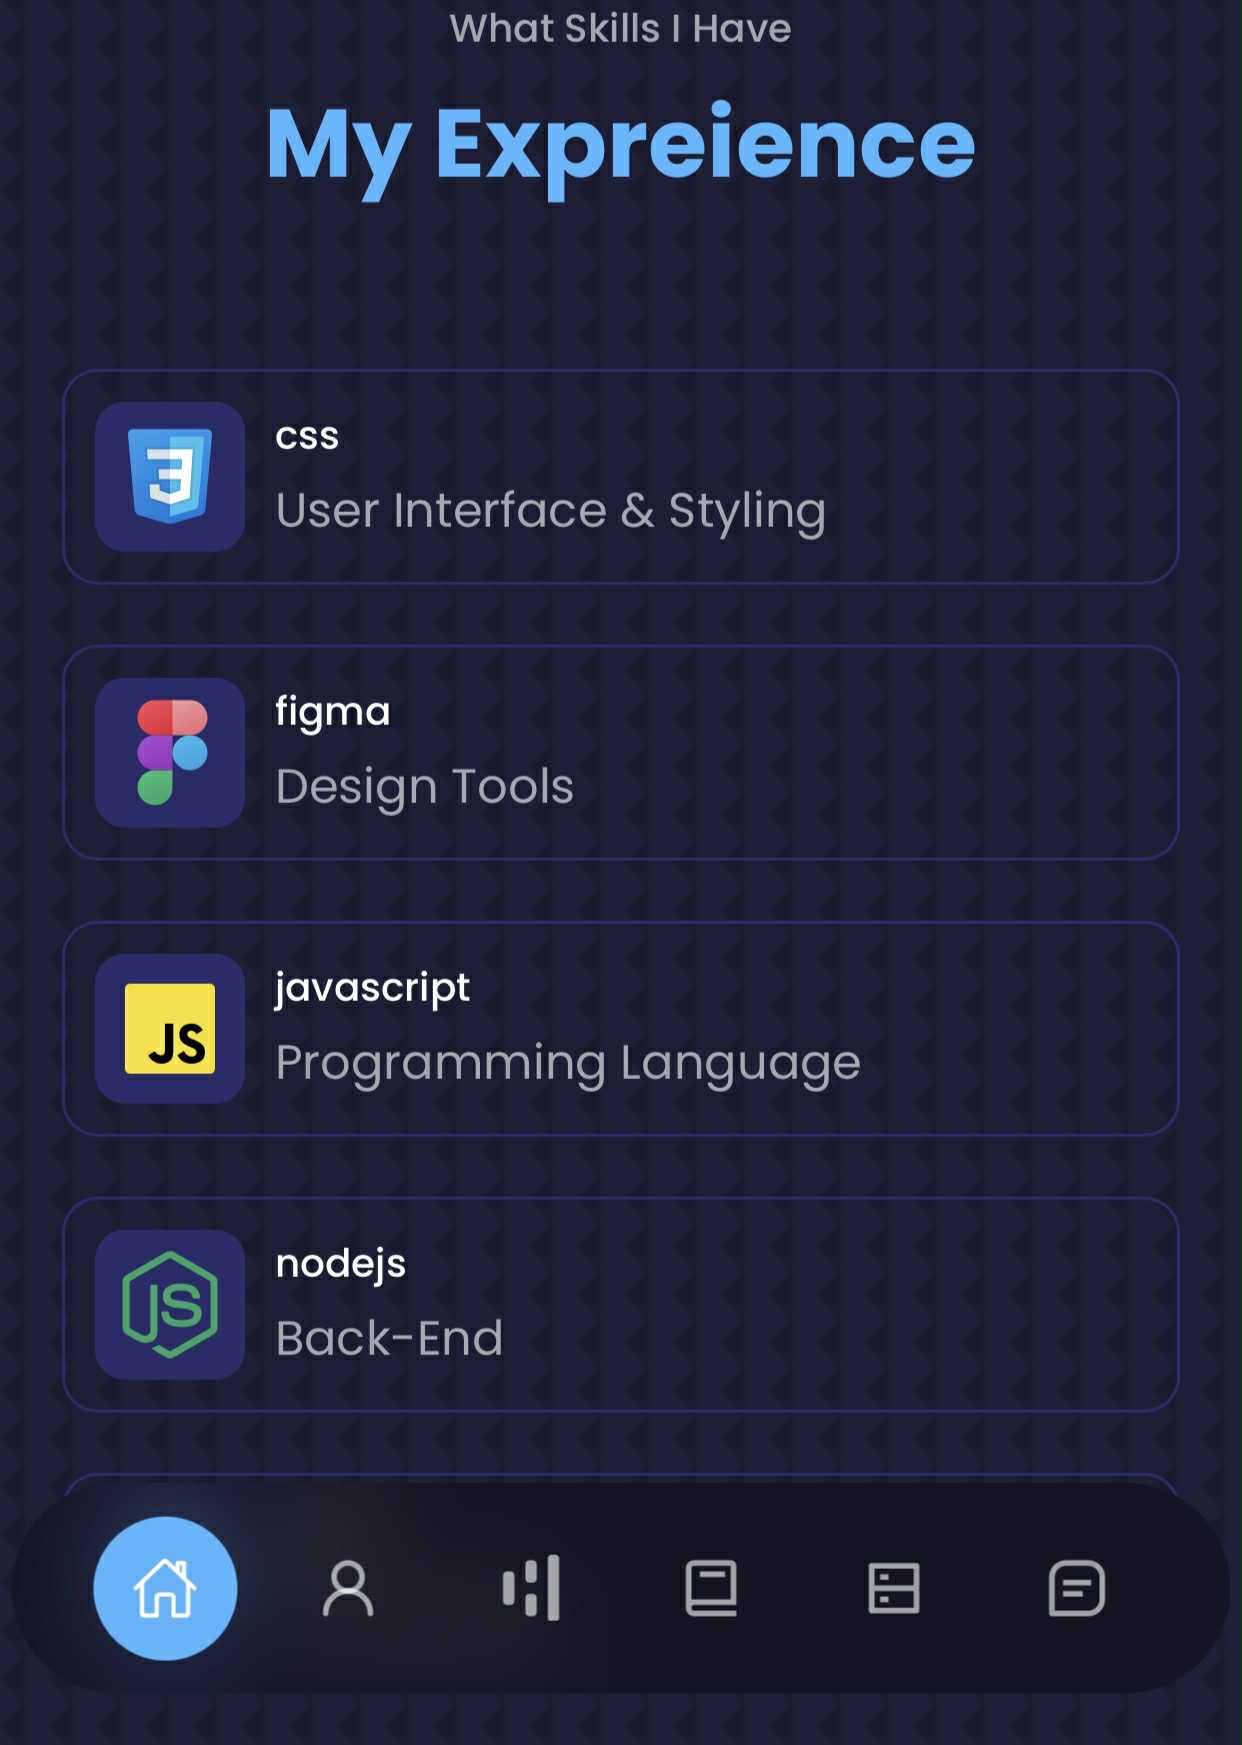 What Skills I Have
My Expreience
css
User Interface & Styling
figma
Design Tools
JS
javascript
Programming Language
JS
nodejs
Back-End